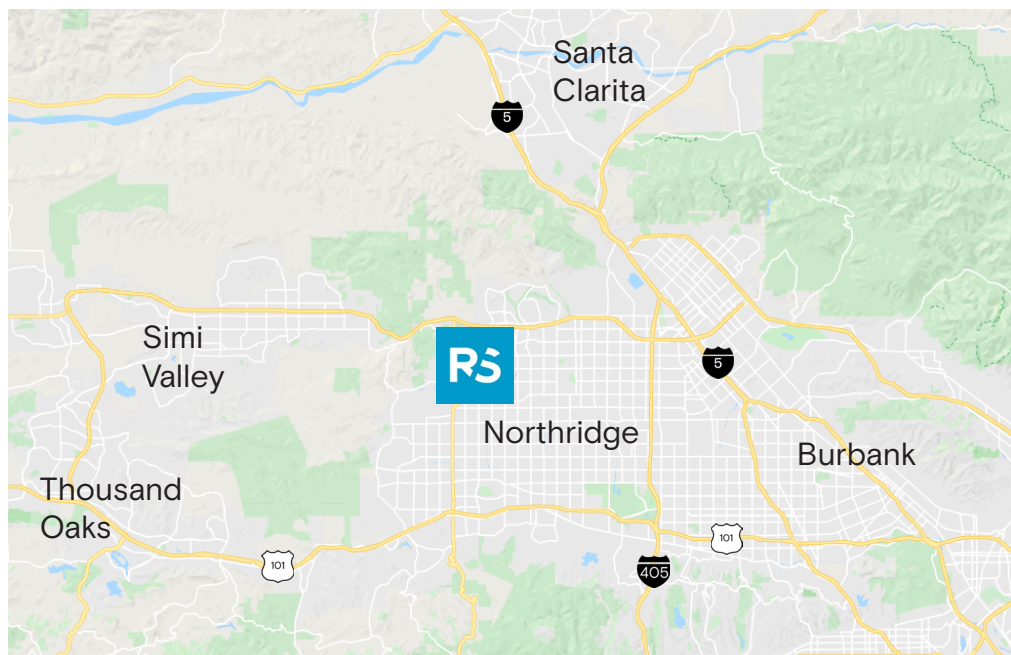 Santa
Clarita
5
Simi
Valley
RS
5
Northridge
Burbank
Thousand
Oaks
101
101
405